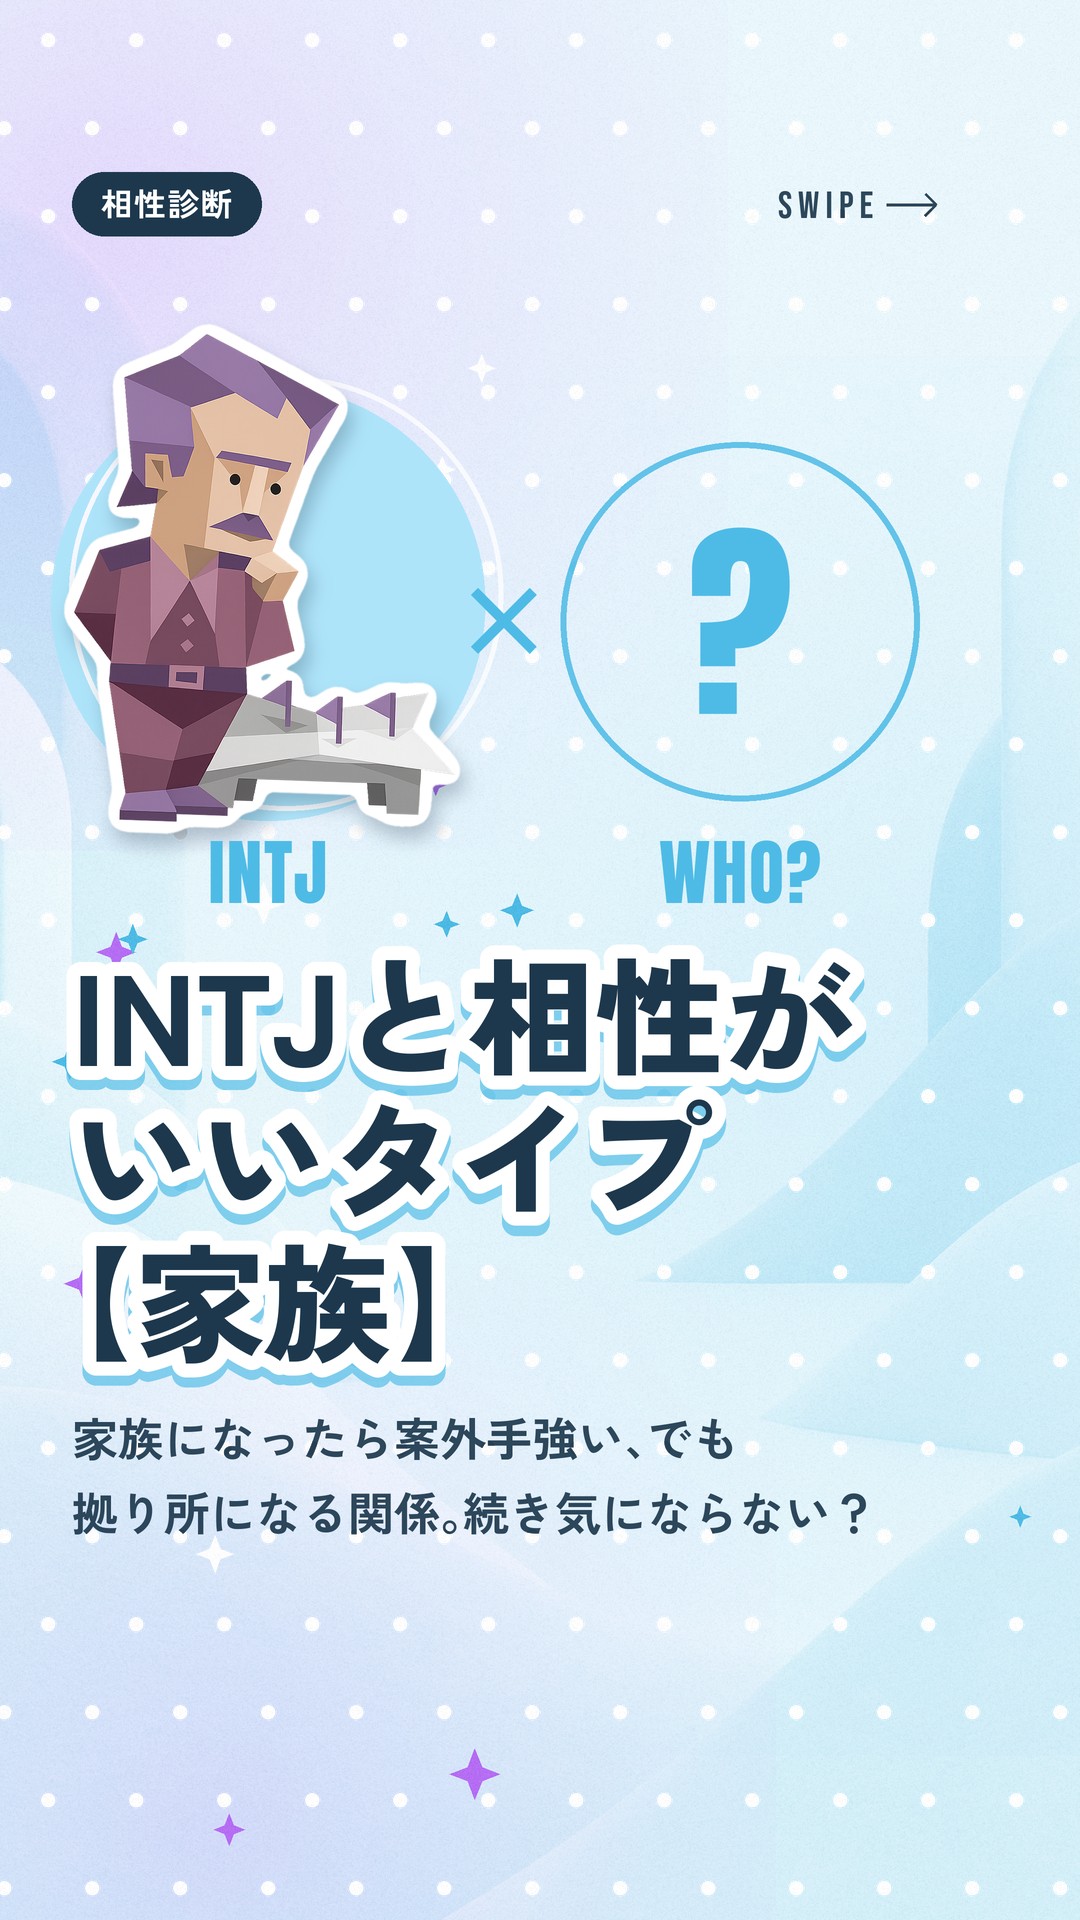 相性診断
SWIPE →
INTJ
WHO?
?
INTJと相性が
いいタイプ
【家族】
家族になったら案外手強い、でも
拠り所になる関係。続き気にならない？